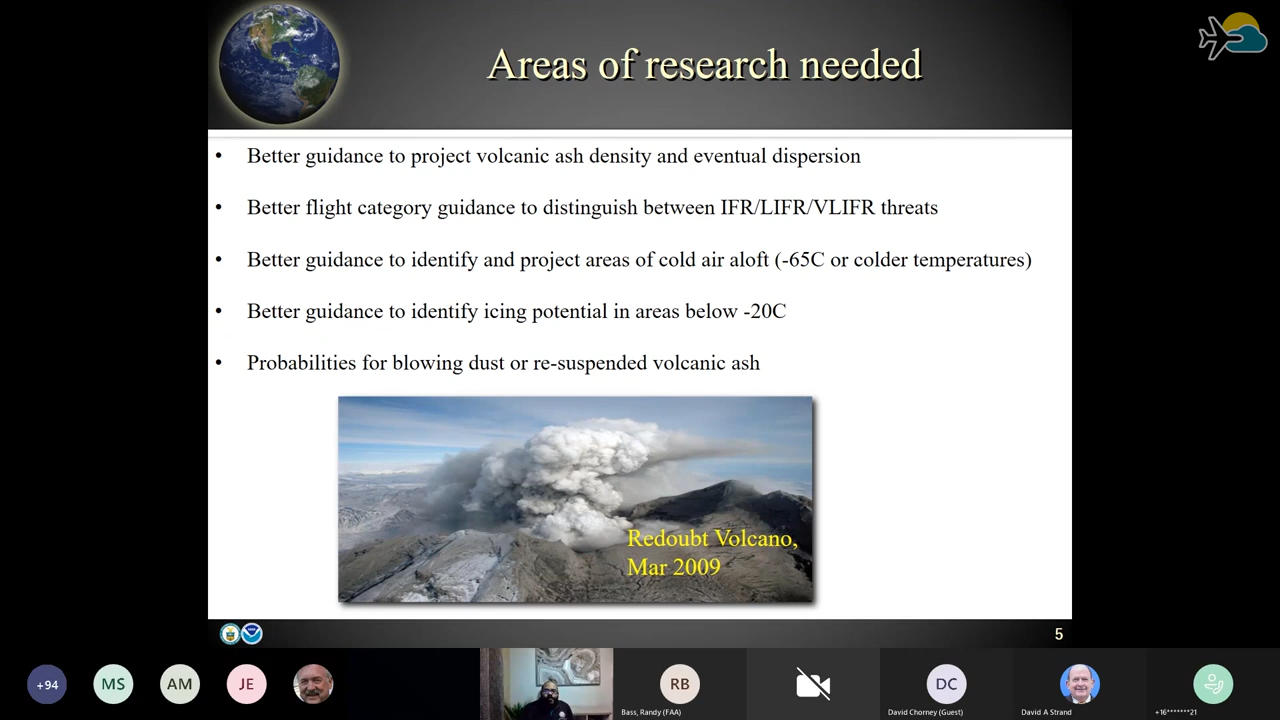 Areas of research needed
• Better guidance to project volcanic ash density and eventual dispersion
• Better flight category guidance to distinguish between IFR/LIFR/VLIFR threats
• Better guidance to identify and project areas of cold air aloft (-65C or colder temperatures)
• Better guidance to identify icing potential in areas below -20C
• Probabilities for blowing dust or re-suspended volcanic ash
Redoubt Volcano,
Mar 2009
5
+94
MS
AM
JE
RB
DC
Bass, Randy (FAA)
David Chorney (Guest)
David A Strand
+16*******21